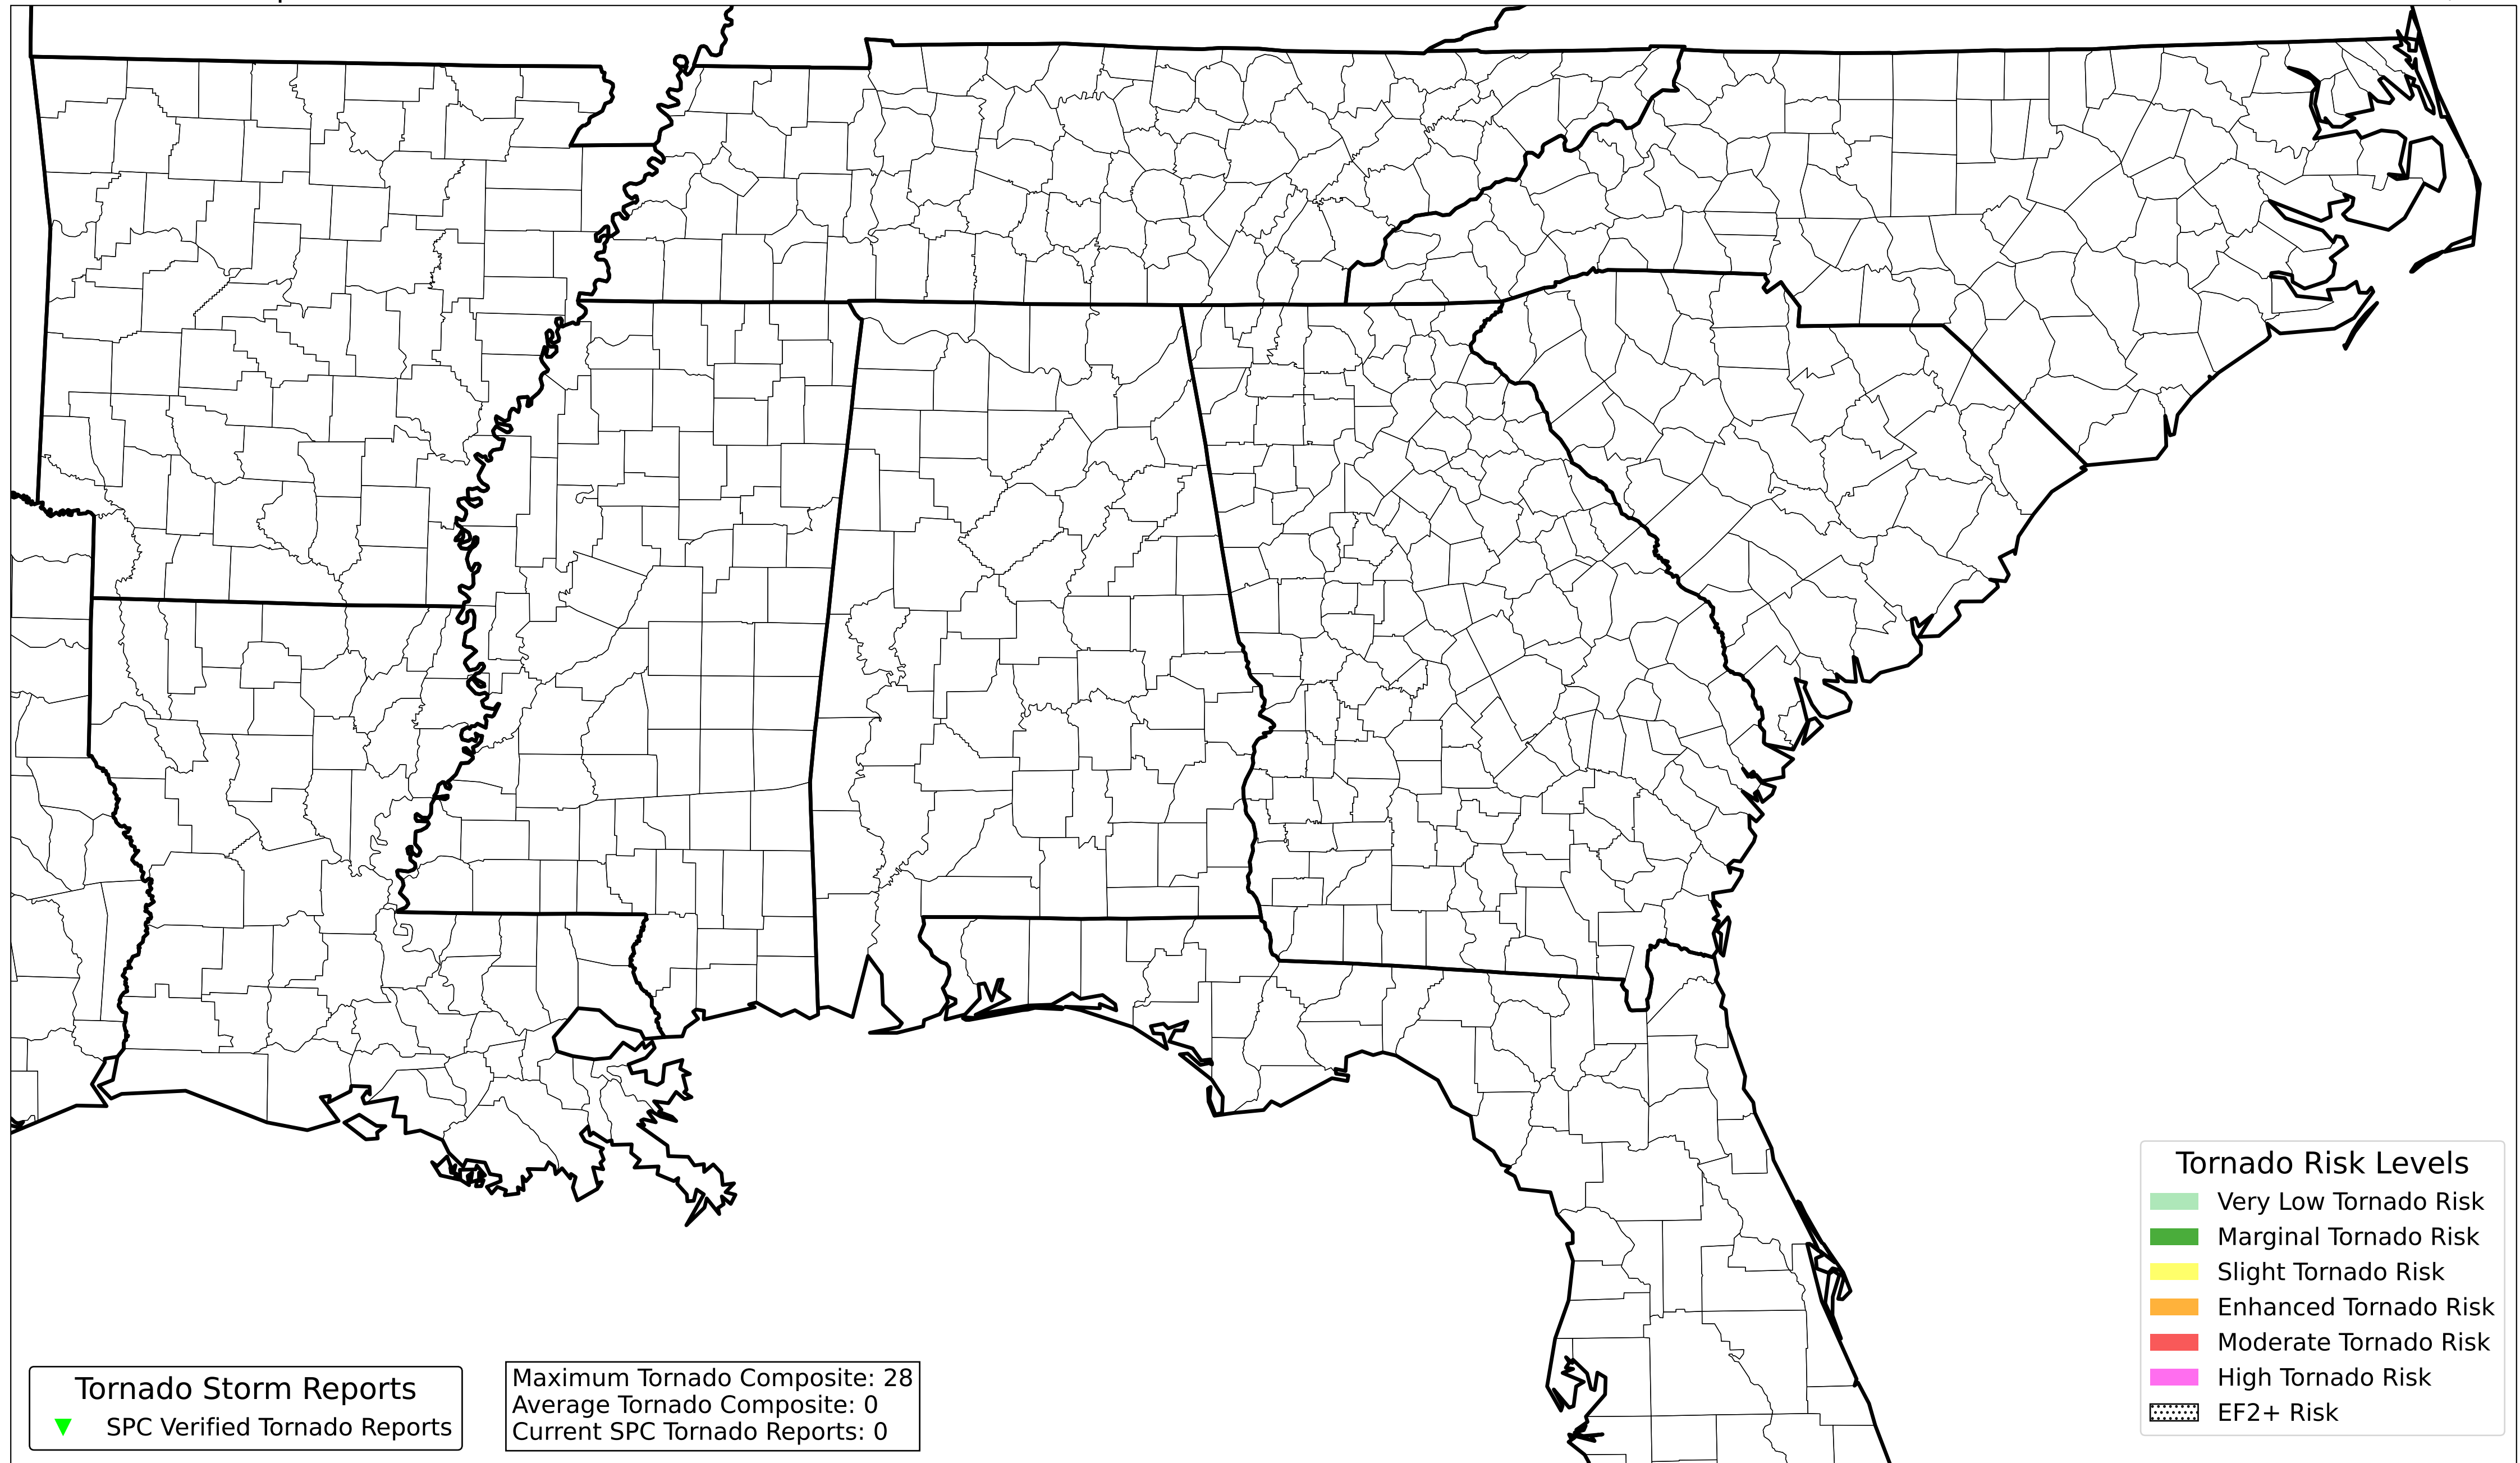 Tornado Risk Levels
Very Low Tornado Risk
Marginal Tornado Risk
Slight Tornado Risk
Enhanced Tornado Risk
Moderate Tornado Risk
High Tornado Risk
EF2+ Risk
Tornado Storm Reports
SPC Verified Tornado Reports
Maximum Tornado Composite: 28
Average Tornado Composite: 0
Current SPC Tornado Reports: 0